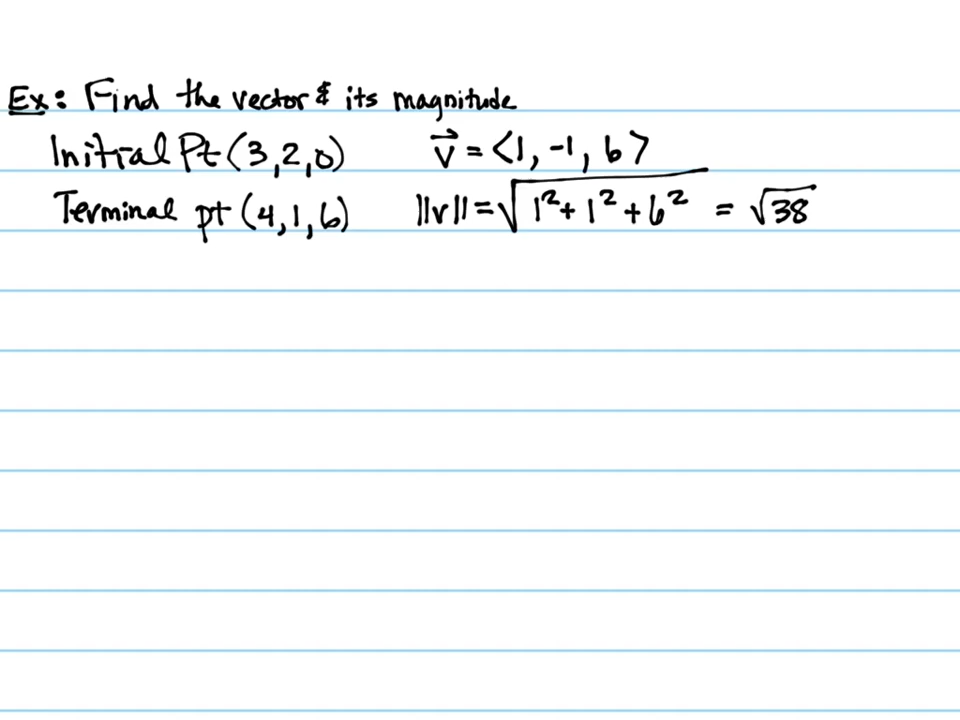 Ex: Find the vector & its magnitude
Initial Pt (3,2,0) v⃗ = <1, -1, 6>
Terminal pt (4,1,6) ||v|| = √(1² + 1² + 6²) = √38